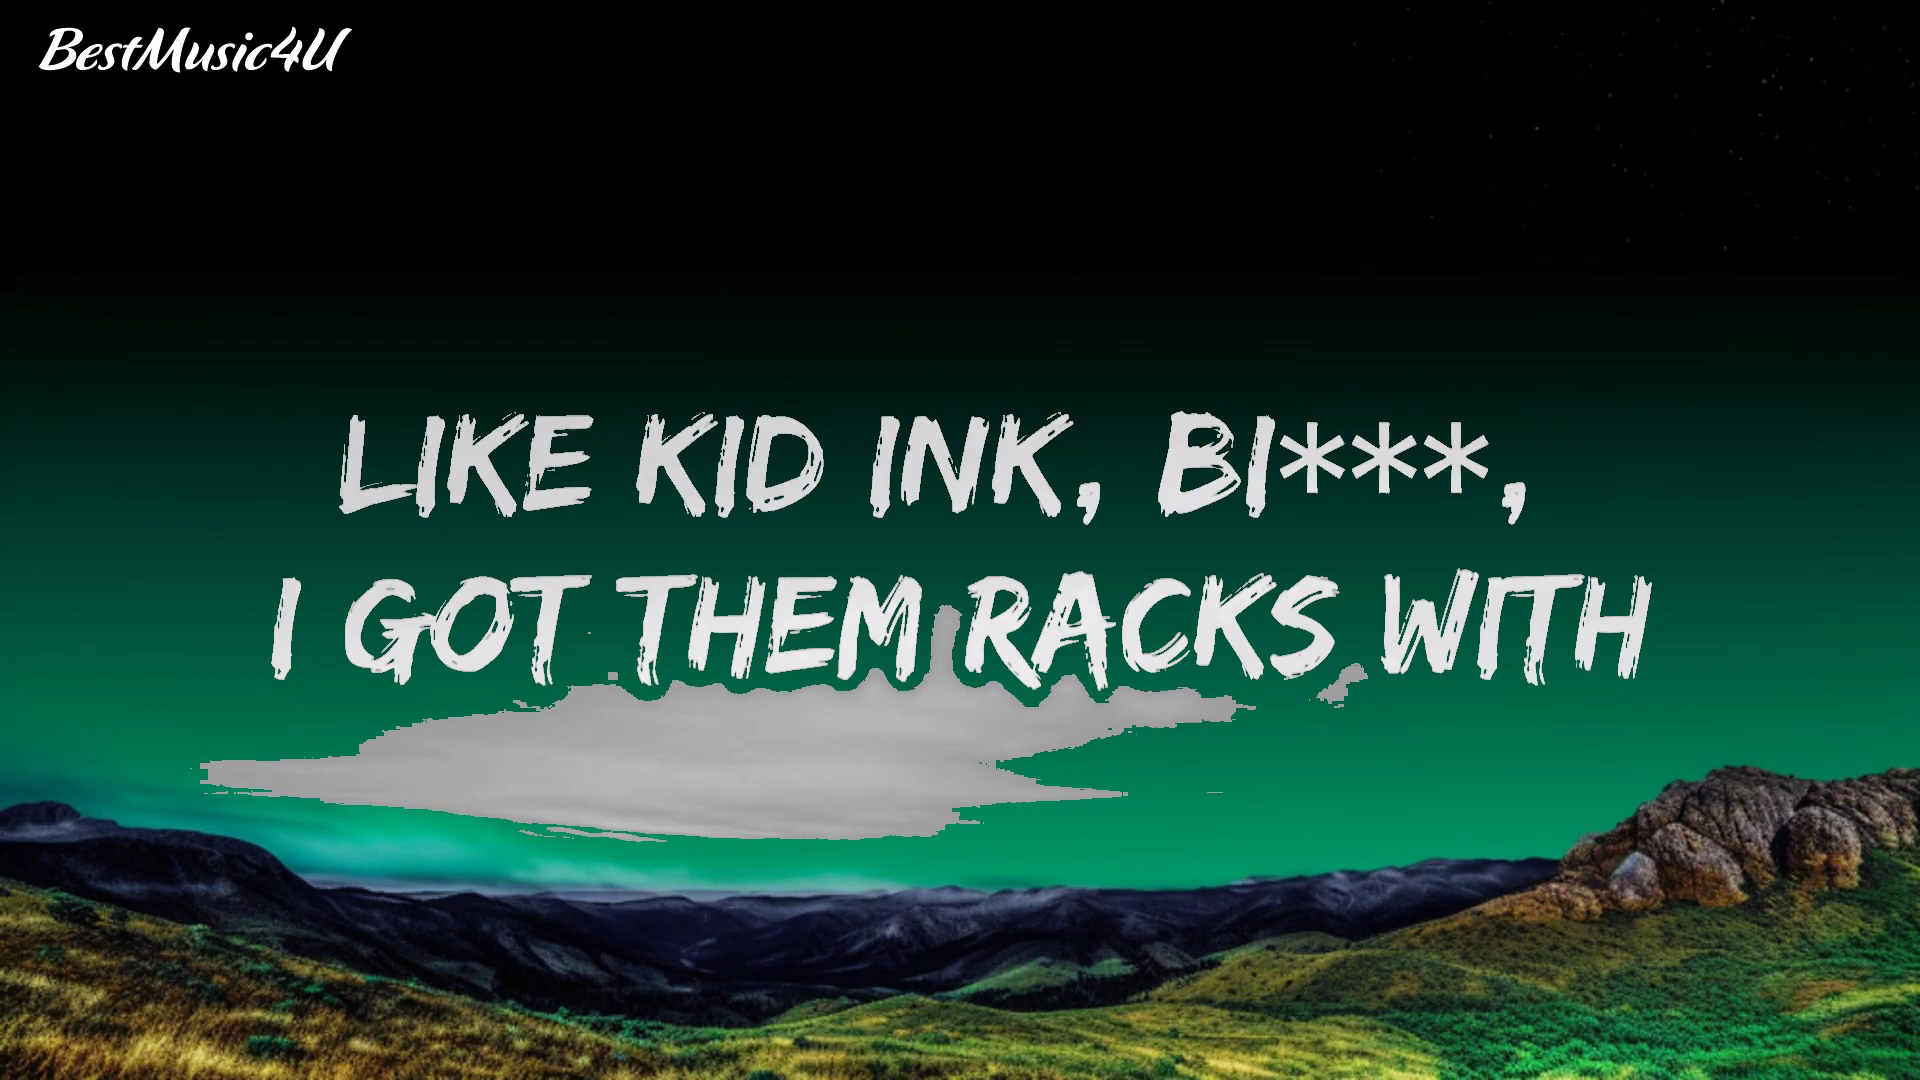 BestMusic4U
LIKE KID INK, BI***,
I GOT THEM RACKS WITH